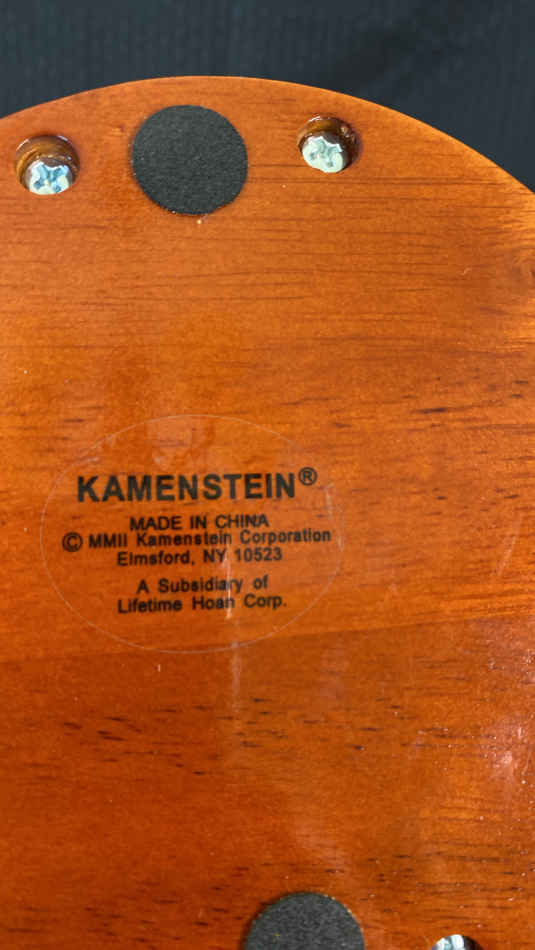 KAMENSTEIN®
MADE IN CHINA
© MMII Kamenstein Corporation
Elmsford, NY 10523
A Subsidiary of
Lifetime Hoan Corp.